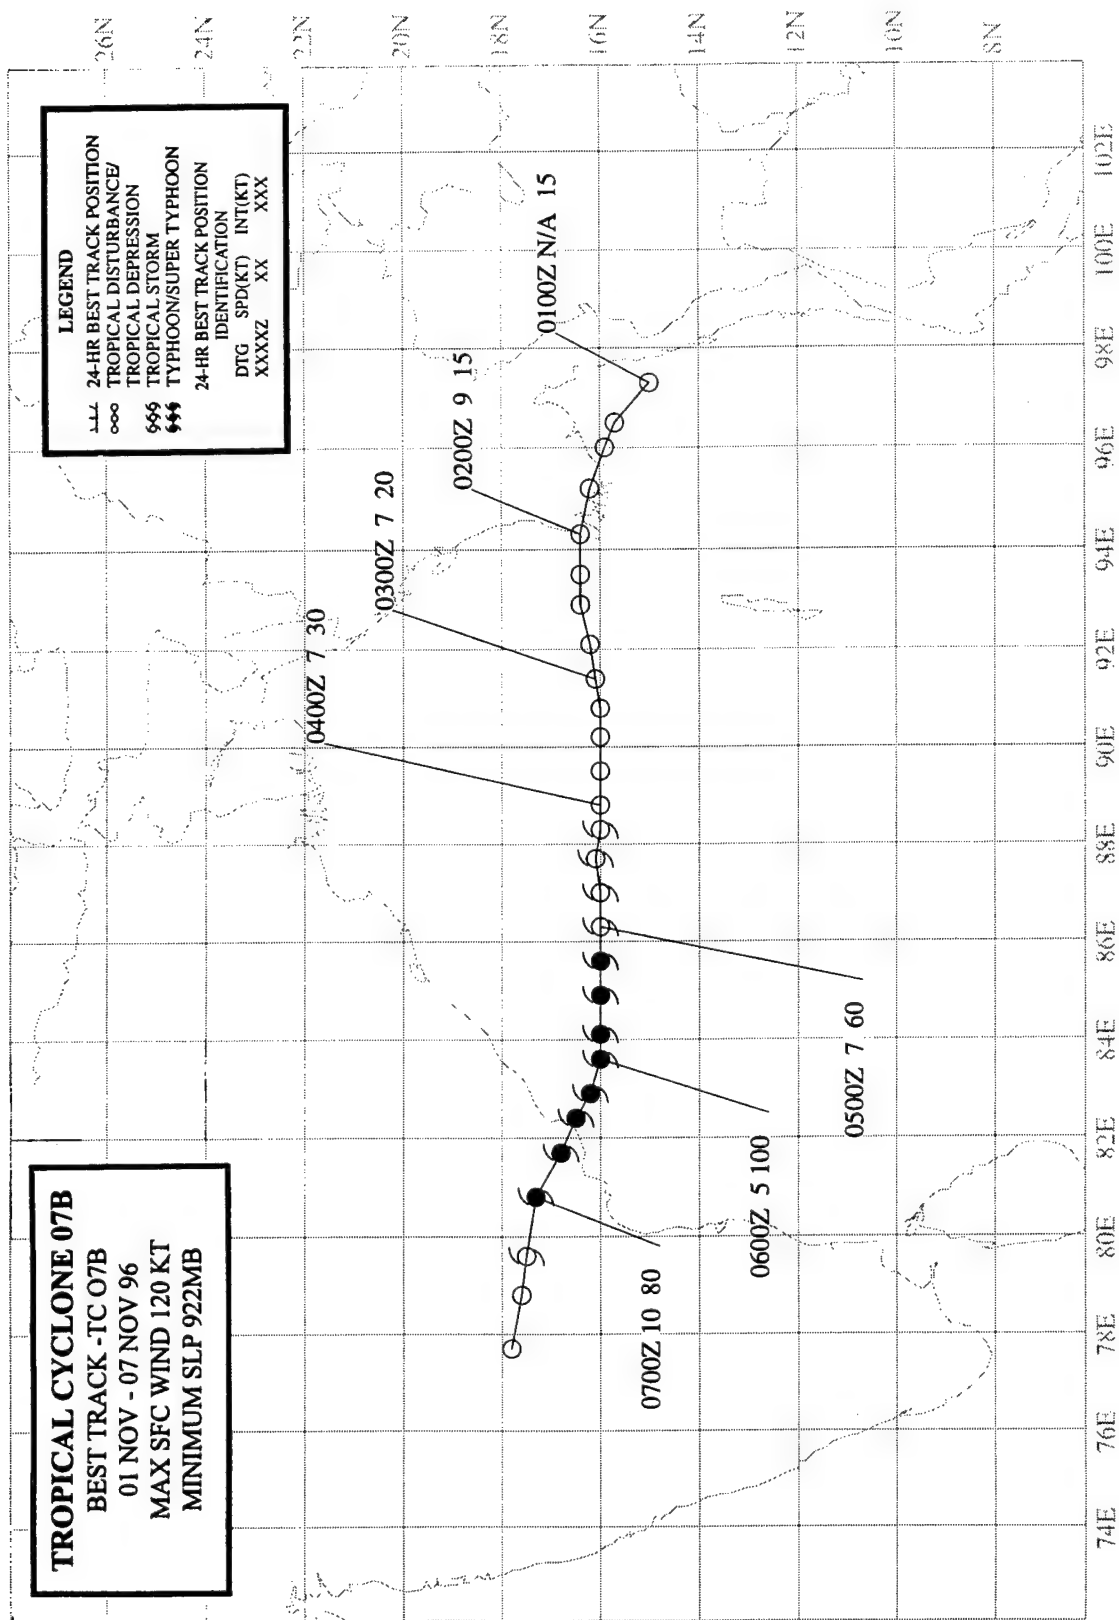 TROPICAL CYCLONE 07B
BEST TRACK -TC O7B
01 NOV - 07 NOV 96
MAX SFC WIND 120 KT
MINIMUM SLP 922MB
LEGEND
24-HR BEST TRACK POSITION
TROPICAL DISTURBANCE/
TROPICAL DEPRESSION
TROPICAL STORM
TYPHOON/SUPER TYPHOON
24-HR BEST TRACK POSITION
IDENTIFICATION
DTG SPD(KT) INT(KT)
XXXXZ XX XXX
0400Z 7 30
0300Z 7 20
0200Z 9 15
0100Z N/A 15
0700Z 10 80
0600Z 5 100
0500Z 7 60
26N
24N
22N
20N
18N
16N
14N
12N
10N
8N
74E
76E
78E
80E
82E
84E
86E
88E
90E
92E
94E
96E
98E
100E
102E